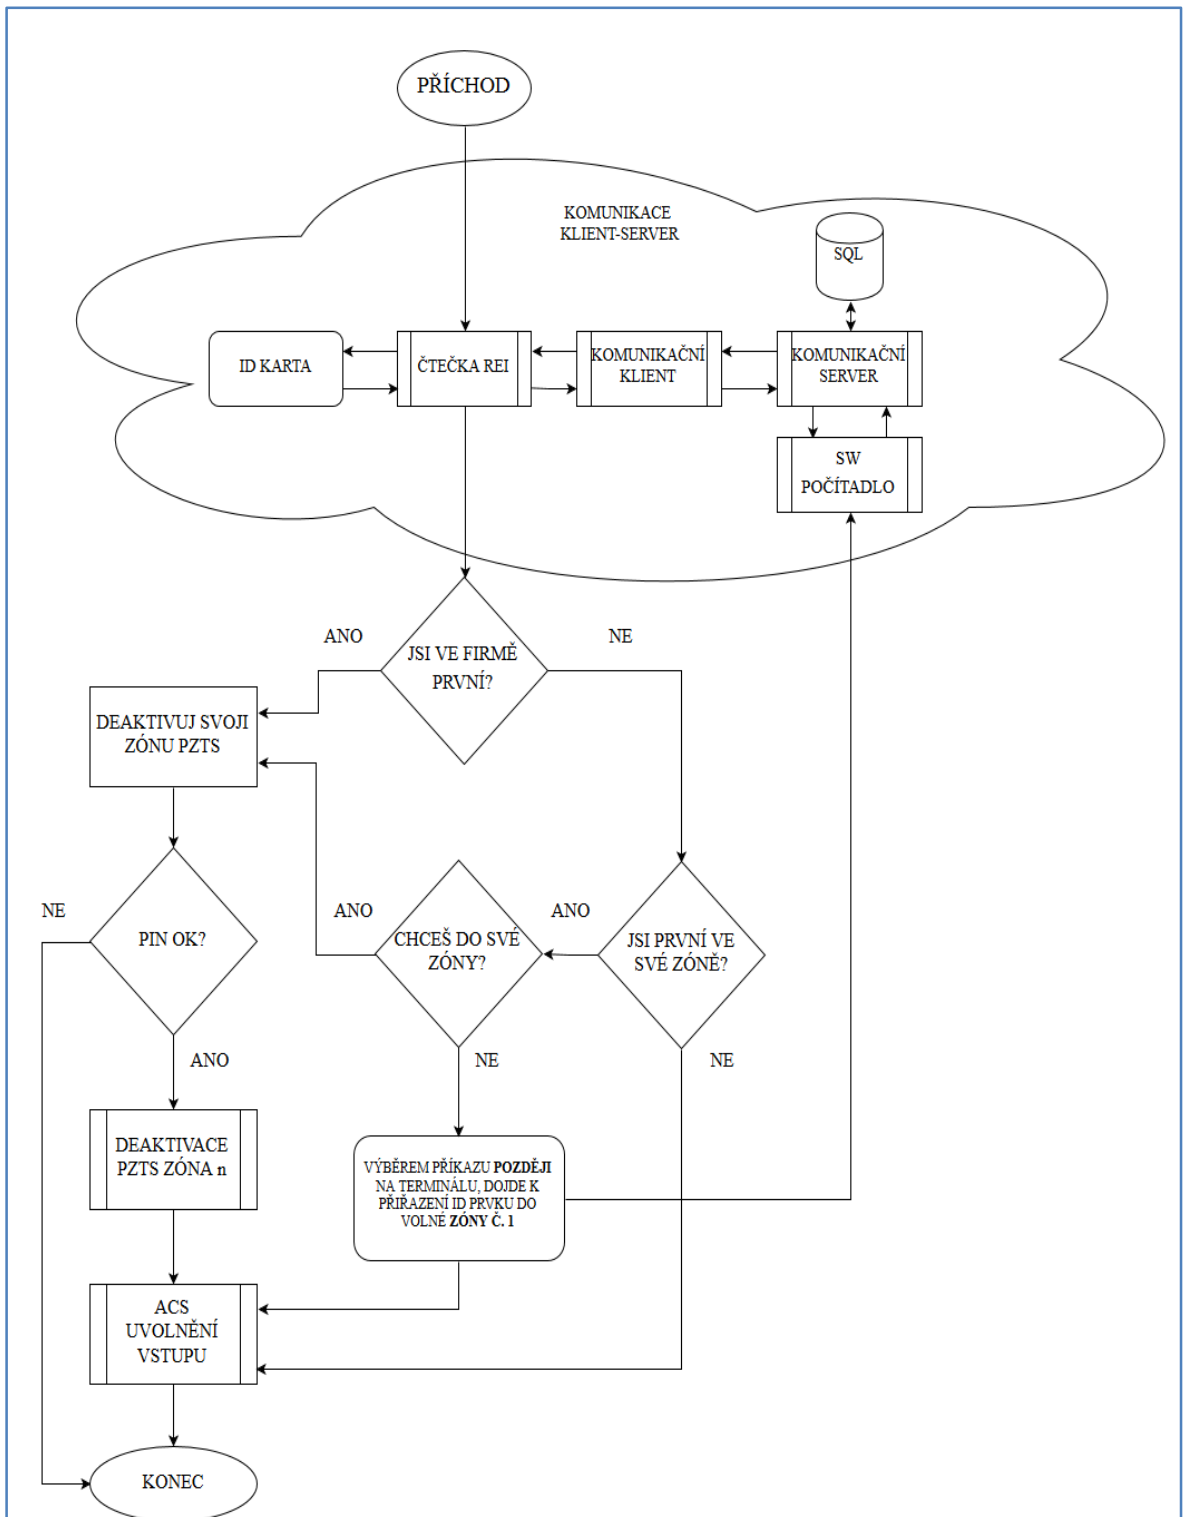 PŘÍCHOD
KOMUNIKACE
KLIENT-SERVER
SQL
ID KARTA
ČTEČKA REI
KOMUNIKAČNÍ
KLIENT
KOMUNIKAČNÍ
SERVER
SW
POČÍTADLO
ANO
NE
JSI VE FIRMĚ
PRVNÍ?
DEAKTIVUJ SVOJI
ZÓNU PZTS
NE
PIN OK?
ANO
CHCEŠ DO SVÉ
ZÓNY?
ANO
JSI PRVNÍ VE
SVÉ ZÓNĚ?
ANO
NE
NE
DEAKTIVACE
PZTS ZÓNA n
VÝBĚREM PŘÍKAZU POZDĚJI
NA TERMINÁLU, DOJDE K
PŘIŘAZENÍ ID PRVKU DO
VOLNÉ ZÓNY Č. 1
ACS
UVOLNĚNÍ
VSTUPU
KONEC